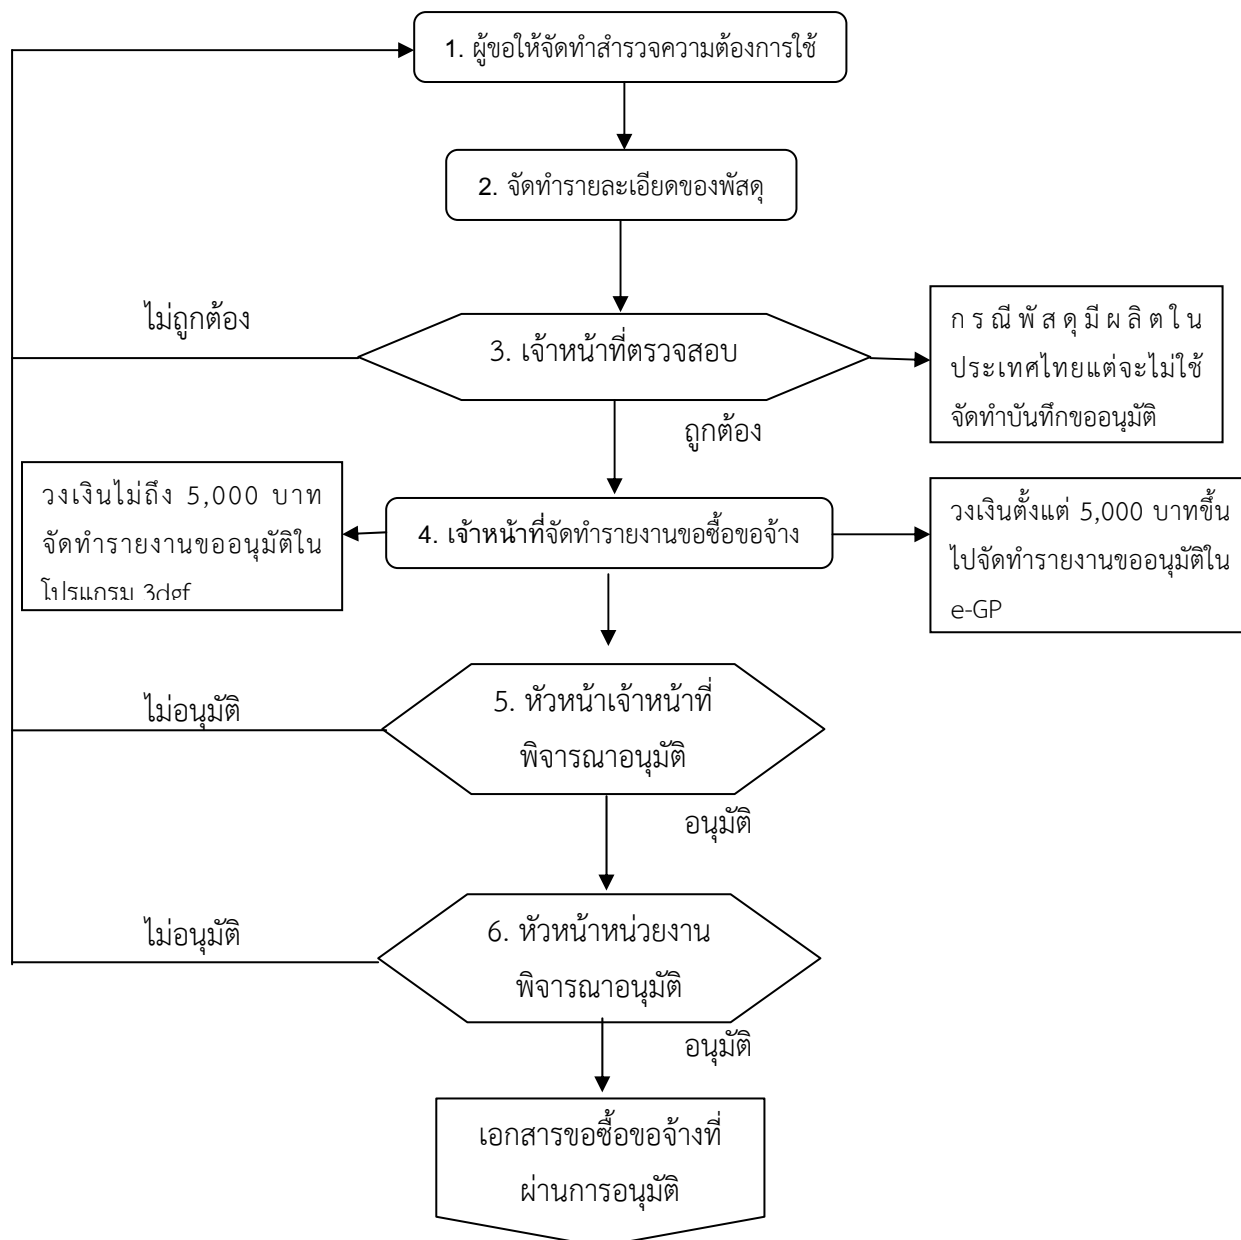 1. ผู้ขอให้จัดทำสำรวจความต้องการใช้
2. จัดทำรายละเอียดของพัสดุ
ไม่ถูกต้อง
3. เจ้าหน้าที่ตรวจสอบ
กรณีพัสดุมีผลิตใน
ประเทศไทยแต่จะไม่ใช้
จัดทำบันทึกขออนุมัติ
ถูกต้อง
วงเงินไม่ถึง 5,000 บาท
จัดทำรายงานขออนุมัติใน
โปรแกรม 3dgf
4. เจ้าหน้าที่จัดทำรายงานขอซื้อขอจ้าง
วงเงินตั้งแต่ 5,000 บาทขึ้น
ไปจัดทำรายงานขออนุมัติใน
e-GP
ไม่อนุมัติ
5. หัวหน้าเจ้าหน้าที่
พิจารณาอนุมัติ
อนุมัติ
ไม่อนุมัติ
6. หัวหน้าหน่วยงาน
พิจารณาอนุมัติ
อนุมัติ
เอกสารขอซื้อขอจ้างที่
ผ่านการอนุมัติ